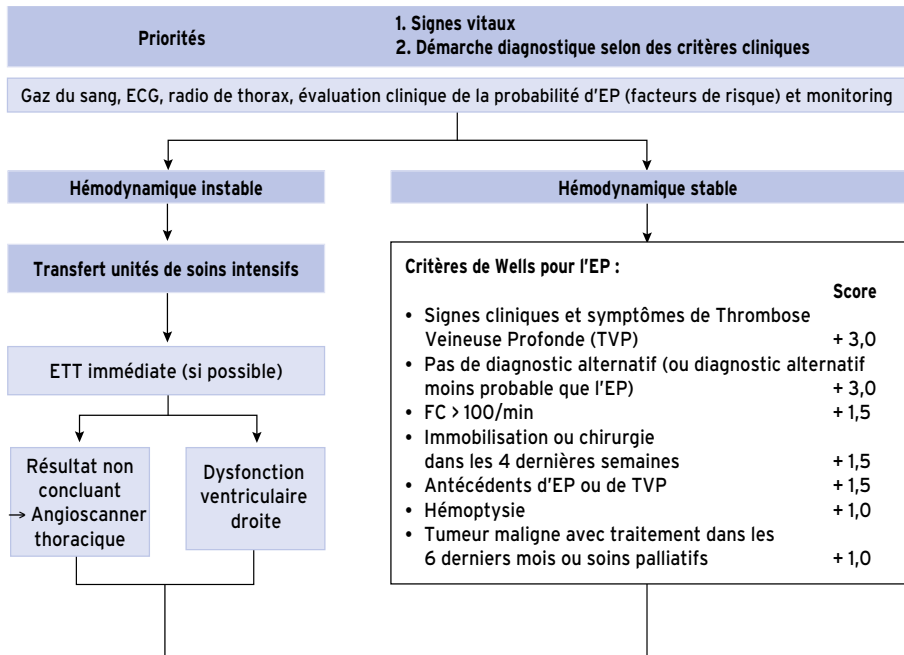 Priorités
1. Signes vitaux
2. Démarche diagnostique selon des critères cliniques
Gaz du sang, ECG, radio de thorax, évaluation clinique de la probabilité d'EP (facteurs de risque) et monitoring
Hémodynamique instable
Hémodynamique stable
Transfert unités de soins intensifs
ETT immédiate (si possible)
Résultat non
concluant
→ Angioscanner
thoracique
Dysfonction
ventriculaire
droite
Critères de Wells pour l'EP :
Score
• Signes cliniques et symptômes de Thrombose
Veineuse Profonde (TVP) + 3,0
• Pas de diagnostic alternatif (ou diagnostic alternatif
moins probable que l'EP) + 3,0
• FC > 100/min + 1,5
• Immobilisation ou chirurgie
dans les 4 dernières semaines + 1,5
• Antécédents d'EP ou de TVP + 1,5
• Hémoptysie + 1,0
• Tumeur maligne avec traitement dans les
6 derniers mois ou soins palliatifs + 1,0